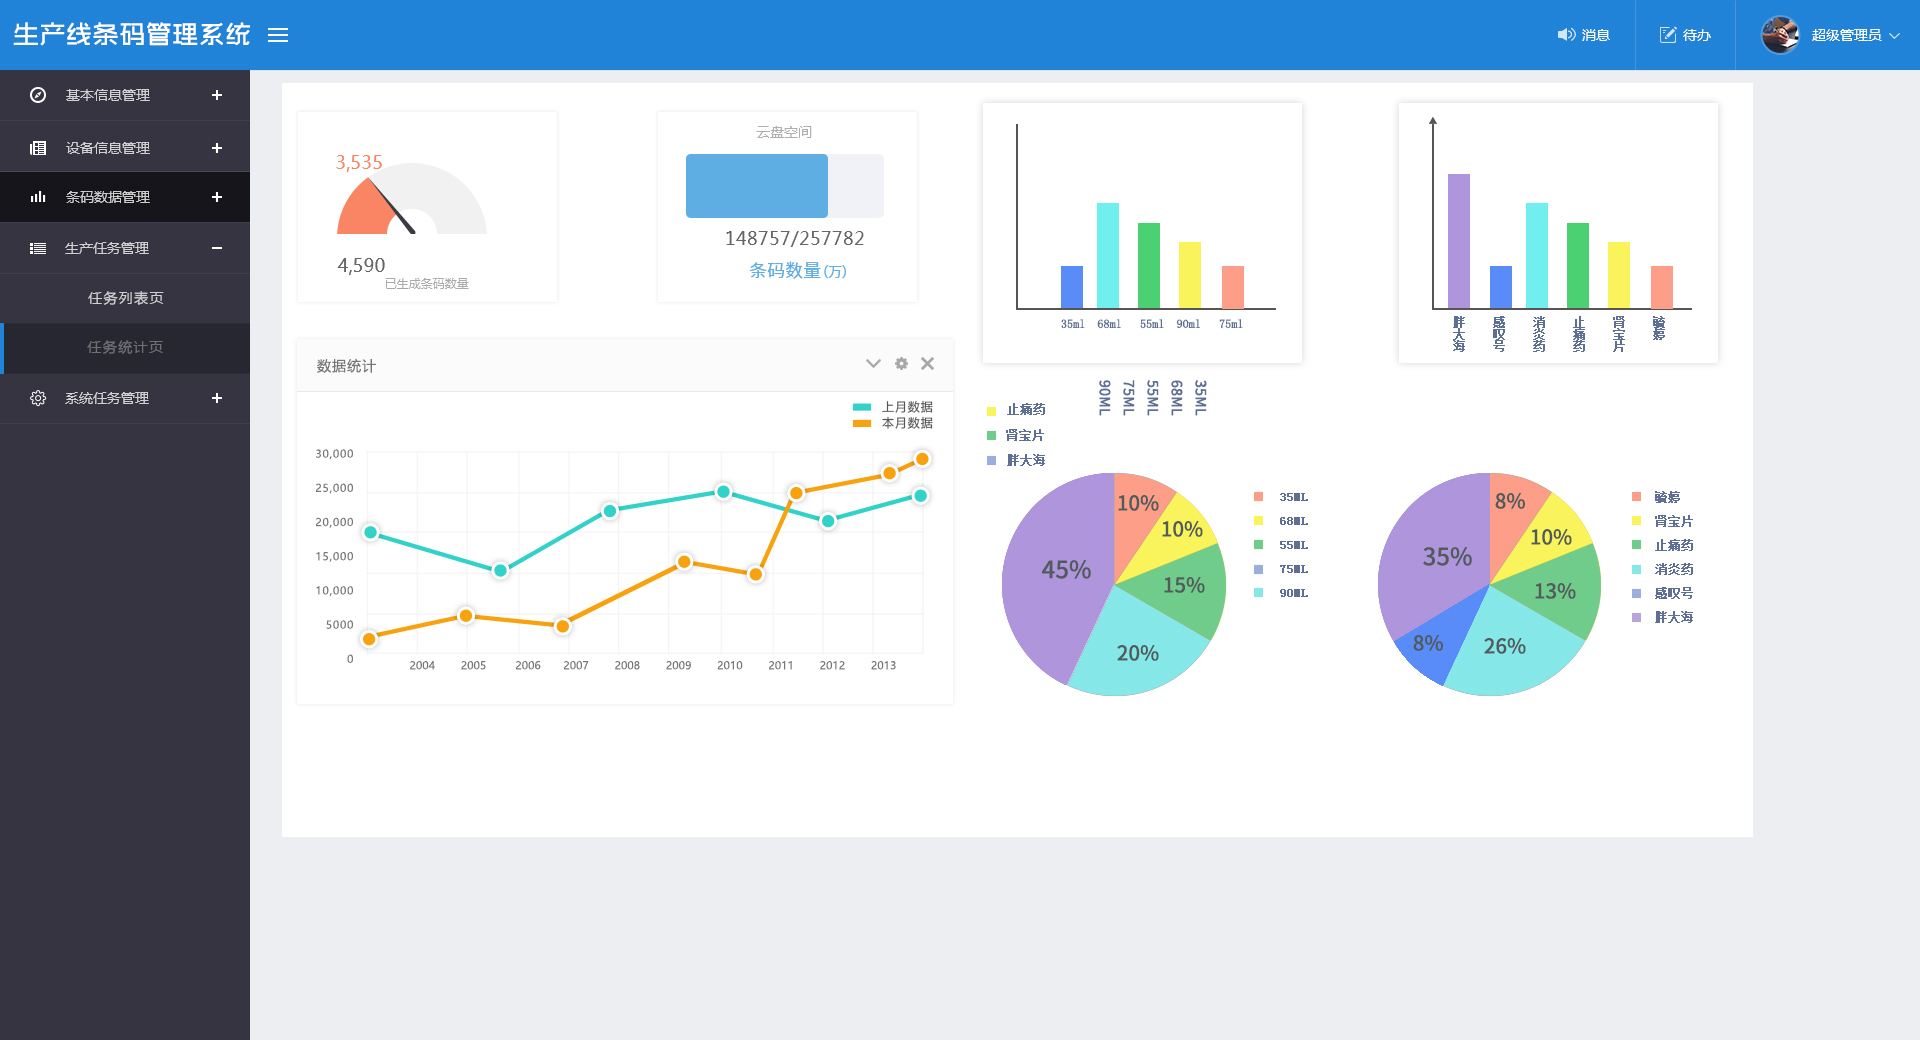 生产线条码管理系统
消息
待办
超级管理员
基本信息管理
设备信息管理
条码数据管理
生产任务管理
任务列表页
任务统计页
系统任务管理
3,535
4,590
已生成条码数量
云盘空间
148757/257782
条码数量(万)
35ml 68ml 55ml 90ml 75ml
胖大海
感叹号
消炎药
止痛药
肾宝片
毓婷
数据统计
上月数据
本月数据
30,000
25,000
20,000
15,000
10,000
5000
0
2004 2005 2006 2007 2008 2009 2010 2011 2012 2013
止痛药
肾宝片
胖大海
90ML
75ML
55ML
68ML
35ML
10%
10%
15%
20%
45%
35ML
68ML
55ML
75ML
90ML
8%
10%
13%
26%
8%
35%
毓婷
肾宝片
止痛药
消炎药
感叹号
胖大海